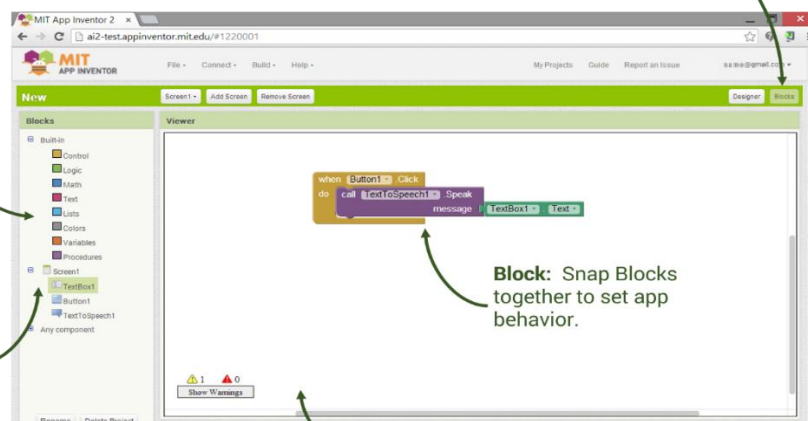 MIT App Inventor 2
ai2-test.appinventor.mit.edu/#1220001
MIT
APP INVENTOR
File
Connect
Build
Help
My Projects
Guide
Report an Issue
New
Screen1
Add Screen
Remove Screen
Designer
Blocks
Blocks
Viewer
Built-in
Control
Logic
Math
Text
Lists
Colors
Variables
Procedures
Screen1
TextBox1
Button1
TextToSpeech1
Any component
when Button1 .Click
do call TextToSpeech1 .Speak
message TextBox1 . Text
Block: Snap Blocks
together to set app
behavior.
1 0
Show Warnings
Rename Delete Project